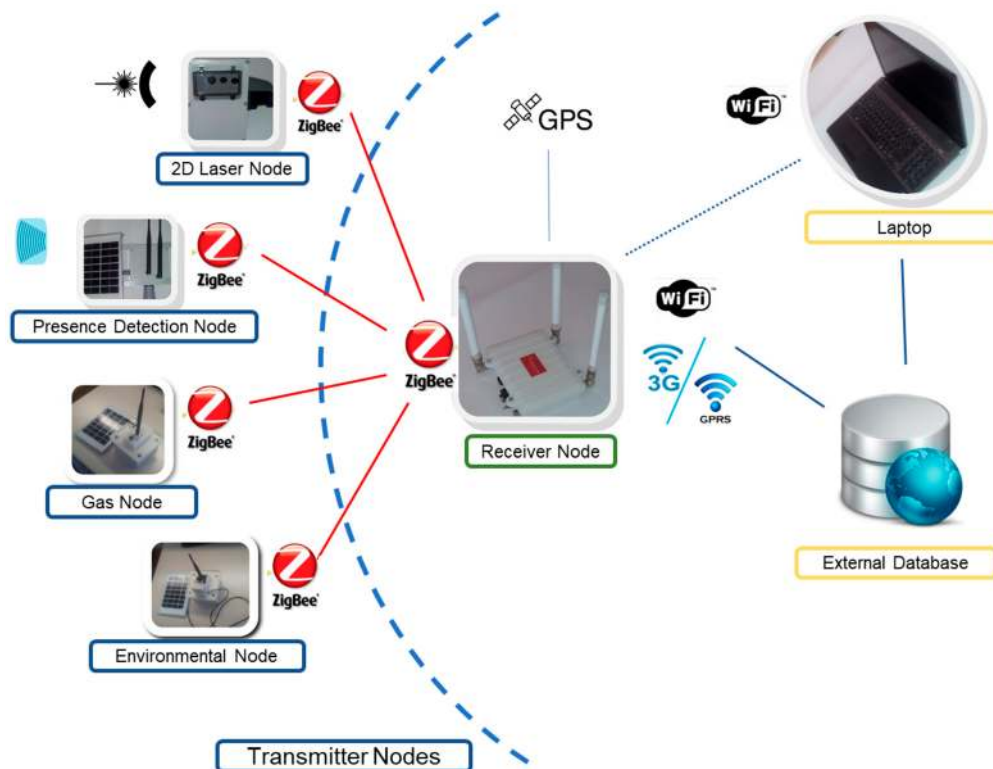 ZigBee®
2D Laser Node
ZigBee®
Presence Detection Node
ZigBee®
Gas Node
ZigBee®
Environmental Node
Transmitter Nodes
GPS
ZigBee®
Receiver Node
WiFi™
Laptop
WiFi
3G
GPRS
External Database